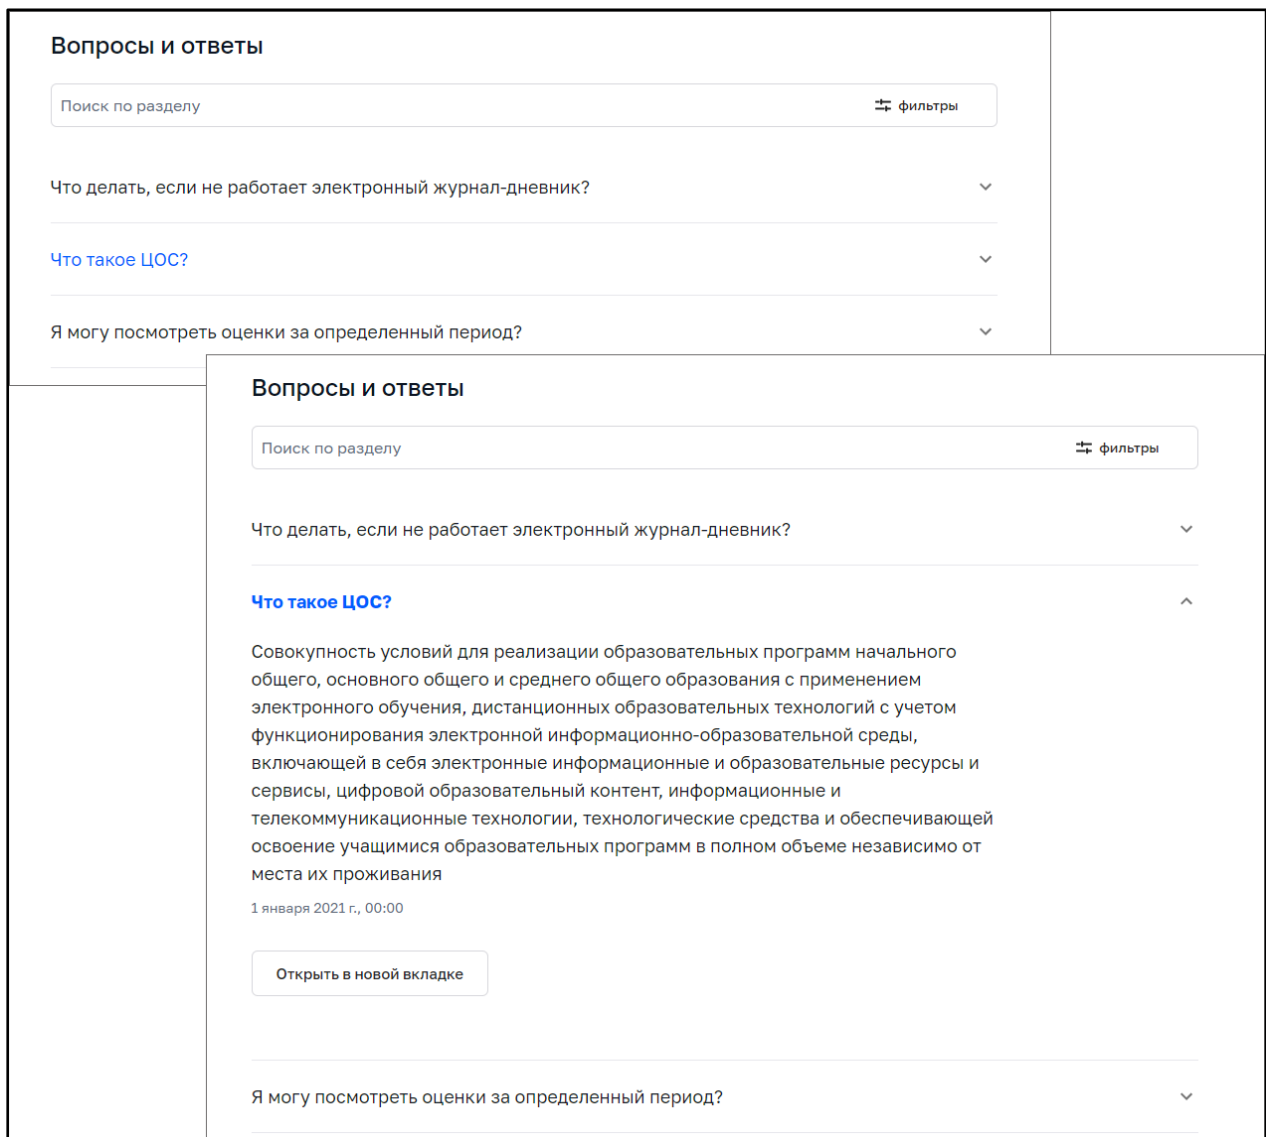 Вопросы и ответы
Поиск по разделу
фильтры
Что делать, если не работает электронный журнал-дневник?
Что такое ЦОС?
Я могу посмотреть оценки за определенный период?
Вопросы и ответы
Поиск по разделу
фильтры
Что делать, если не работает электронный журнал-дневник?
Что такое ЦОС?
Совокупность условий для реализации образовательных программ начального
общего, основного общего и среднего общего образования с применением
электронного обучения, дистанционных образовательных технологий с учетом
функционирования электронной информационно-образовательной среды,
включающей в себя электронные информационные и образовательные ресурсы и
сервисы, цифровой образовательный контент, информационные и
телекоммуникационные технологии, технологические средства и обеспечивающей
освоение учащимися образовательных программ в полном объеме независимо от
места их проживания
1 января 2021 г., 00:00
Открыть в новой вкладке
Я могу посмотреть оценки за определенный период?